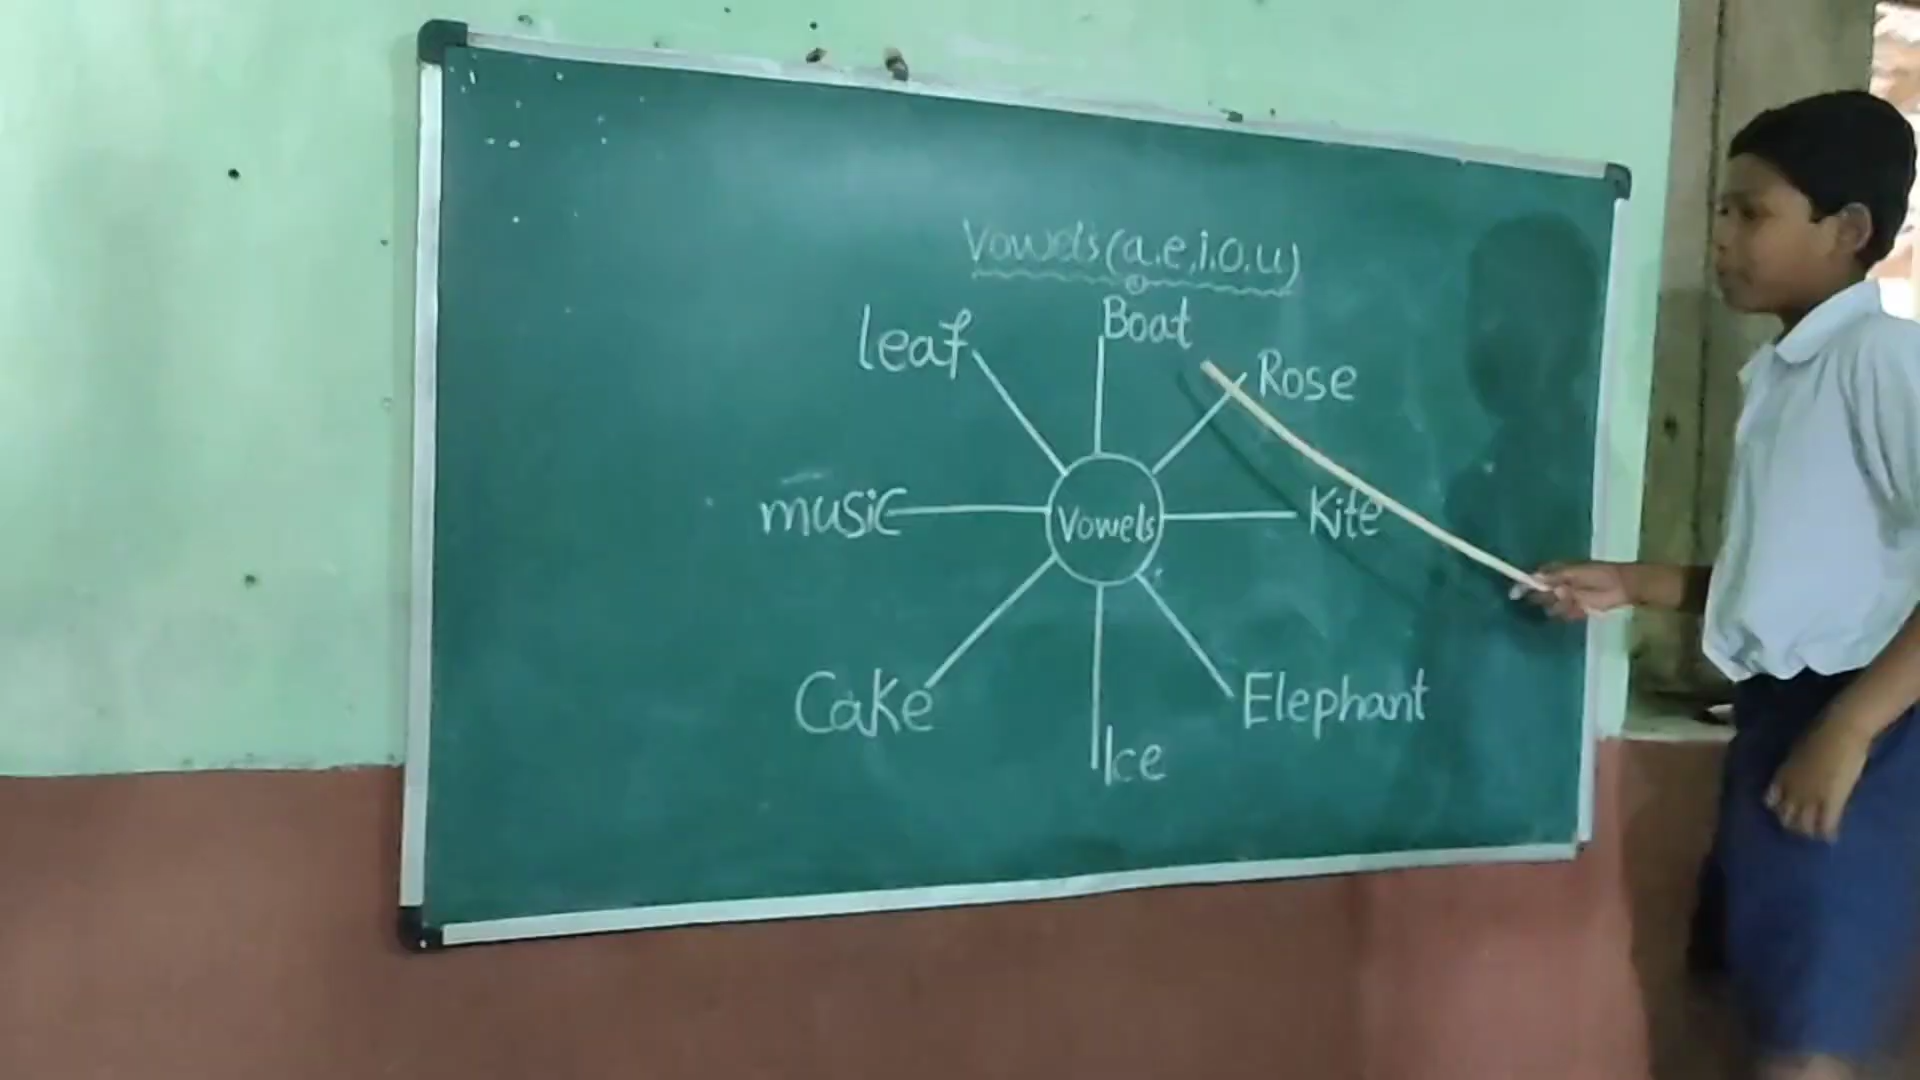 Vowels (a.e.i.o.u)
Boat
leaf
Rose
music
Vowels
Kite
Cake
Elephant
Ice